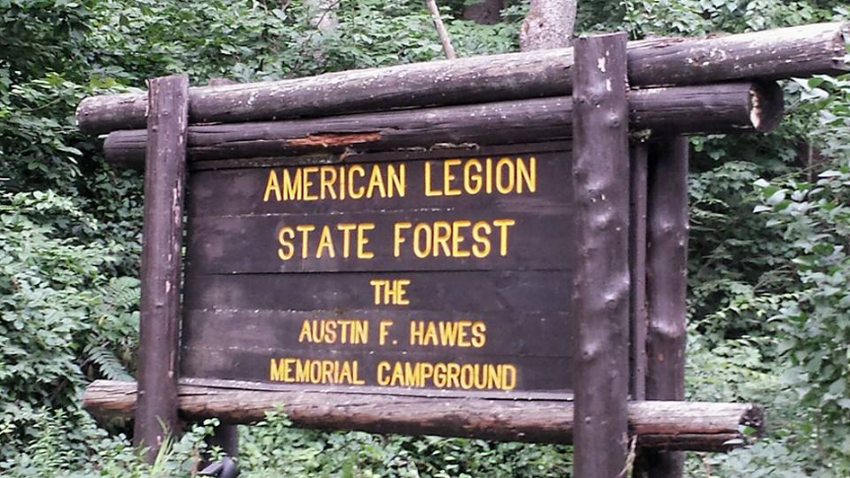 AMERICAN LEGION
STATE FOREST
THE
AUSTIN F. HAWES
MEMORIAL CAMPGROUND